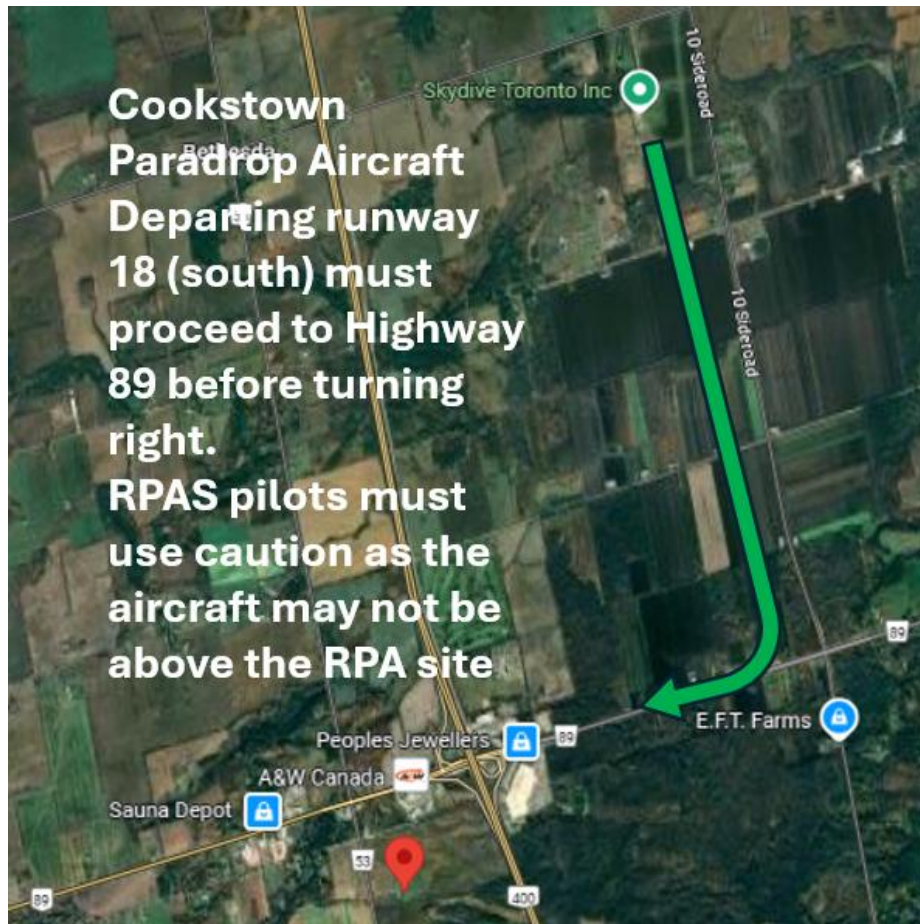 Skydive Toronto Inc
10 Sideroad
Cookstown
Paradrop Aircraft
Bethesda
Departing runway
18 (south) must
proceed to Highway
89 before turning
right.
10 Sideroad
RPAS pilots must
use caution as the
aircraft may not be
above the RPA site
89
E.F.T. Farms
Peoples Jewellers
89
A&W Canada
Sauna Depot
53
89
400